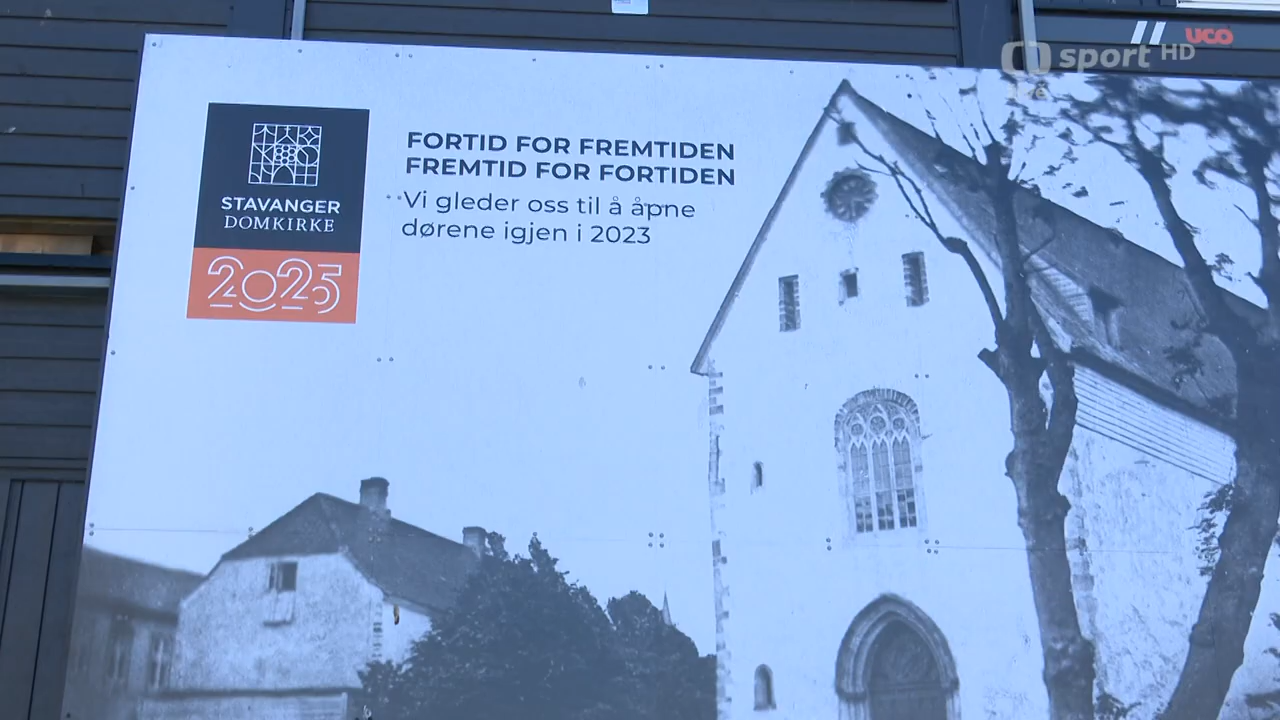 uco
sport HD
STAVANGER
DOMKIRKE
2025
FORTID FOR FREMTIDEN
FREMTID FOR FORTIDEN
Vi gleder oss til å åpne
dørene igjen i 2023